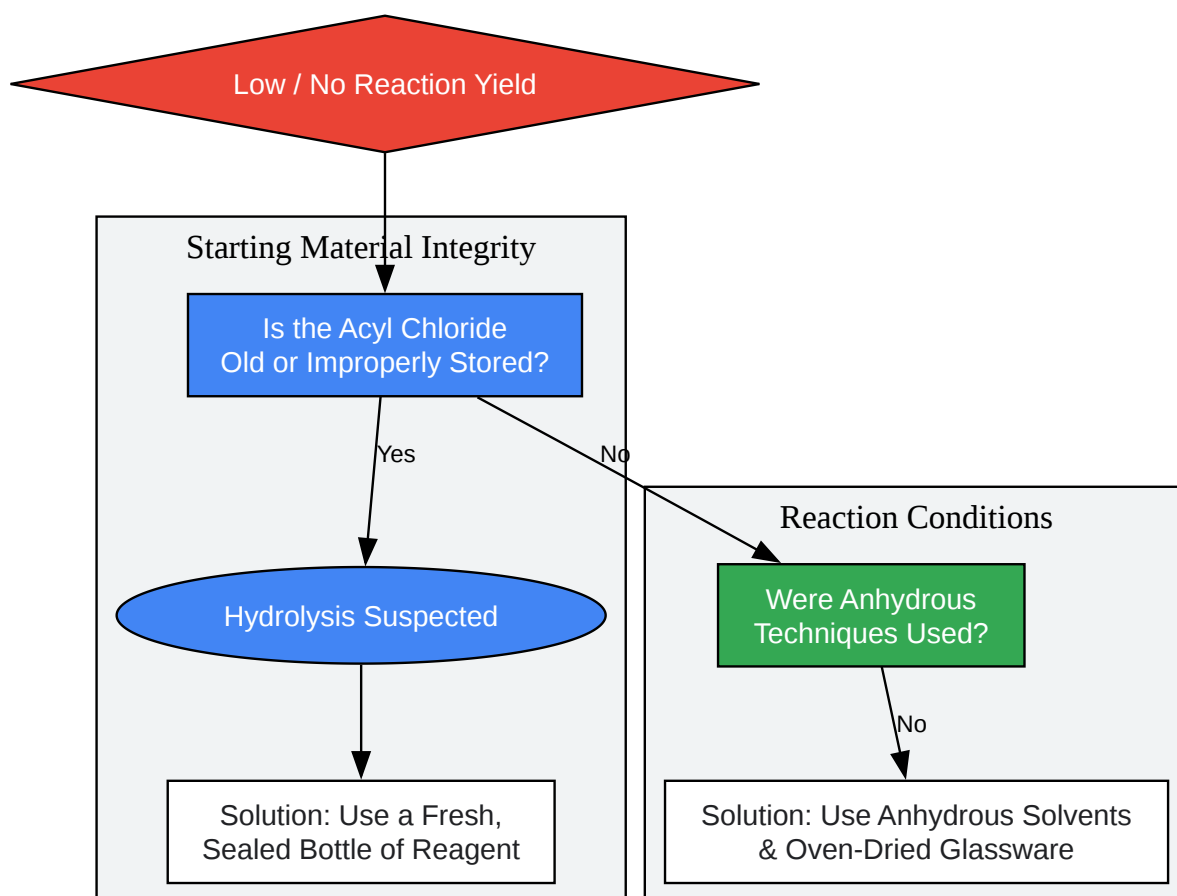 Low / No Reaction Yield
Starting Material Integrity
Is the Acyl Chloride
Old or Improperly Stored?
Yes
No
Reaction Conditions
Hydrolysis Suspected
Were Anhydrous
Techniques Used?
No
Solution: Use a Fresh,
Sealed Bottle of Reagent
Solution: Use Anhydrous Solvents
& Oven-Dried Glassware